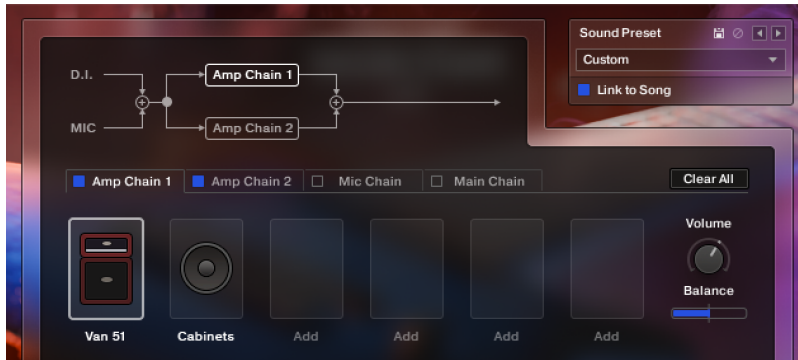 Sound Preset
Custom
Link to Song
D.I.
Amp Chain 1
MIC
Amp Chain 2
Amp Chain 1 Amp Chain 2 Mic Chain Main Chain Clear All
Volume
Balance
Van 51 Cabinets Add Add Add Add